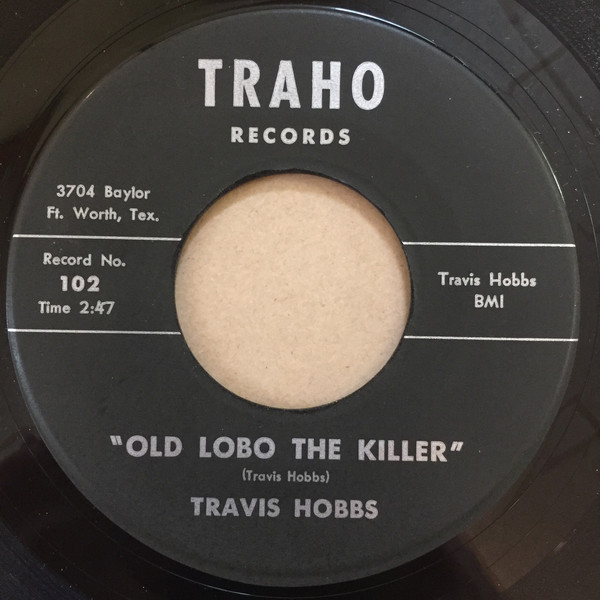 TRAHO
RECORDS
3704 Baylor
Ft. Worth, Tex.
Record No.
102
Time 2:47
Travis Hobbs
BMI
"OLD LOBO THE KILLER"
(Travis Hobbs)
TRAVIS HOBBS